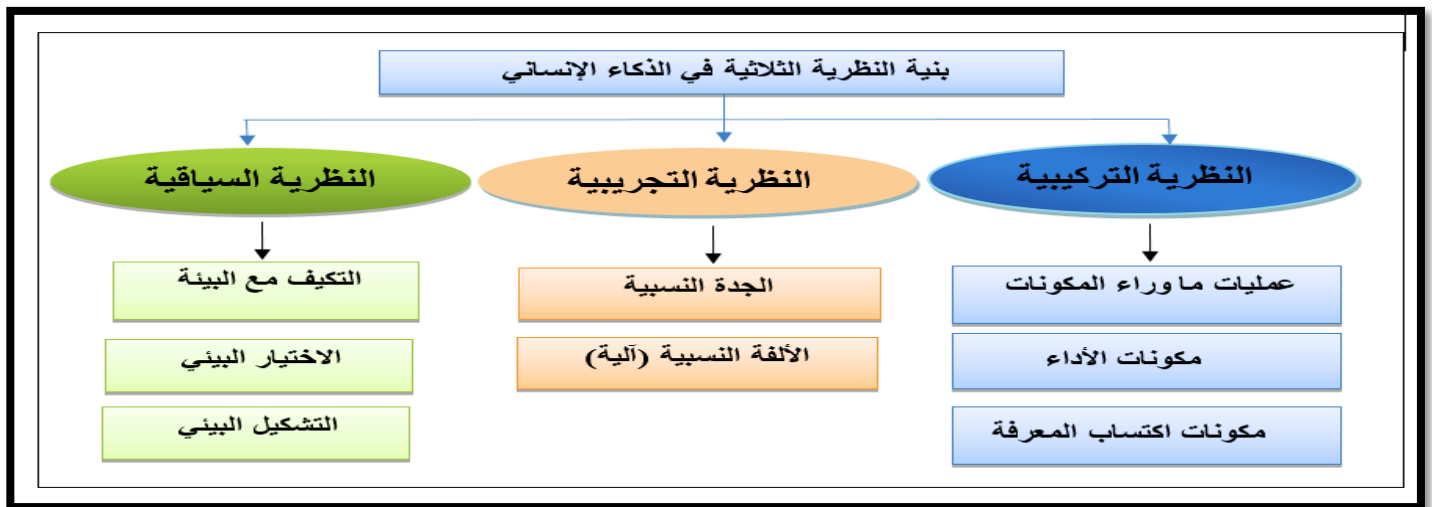 بنية النظرية الثلاثية في الذكاء الإنساني
النظرية التركيبية
النظرية التجريبية
النظرية السياقية
عمليات ما وراء المكونات
الجدة النسبية
التكيف مع البيئة
مكونات الأداء
الألفة النسبية (آلية)
الاختيار البيئي
مكونات اكتساب المعرفة
التشكيل البيئي